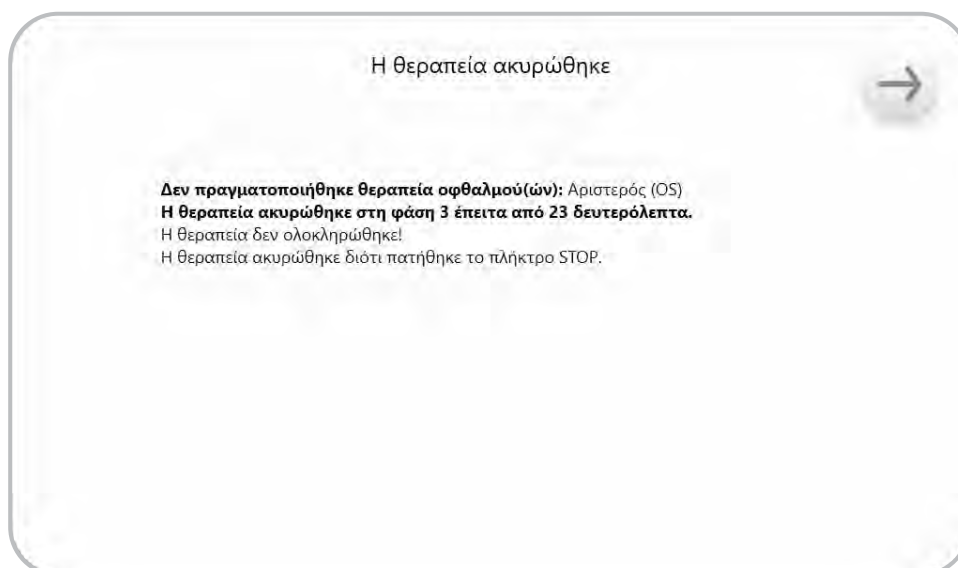 Η θεραπεία ακυρώθηκε
Δεν πραγματοποιήθηκε θεραπεία οφθαλμού(ών): Αριστερός (OS)
Η θεραπεία ακυρώθηκε στη φάση 3 έπειτα από 23 δευτερόλεπτα.
Η θεραπεία δεν ολοκληρώθηκε!
Η θεραπεία ακυρώθηκε διότι πατήθηκε το πλήκτρο STOP.